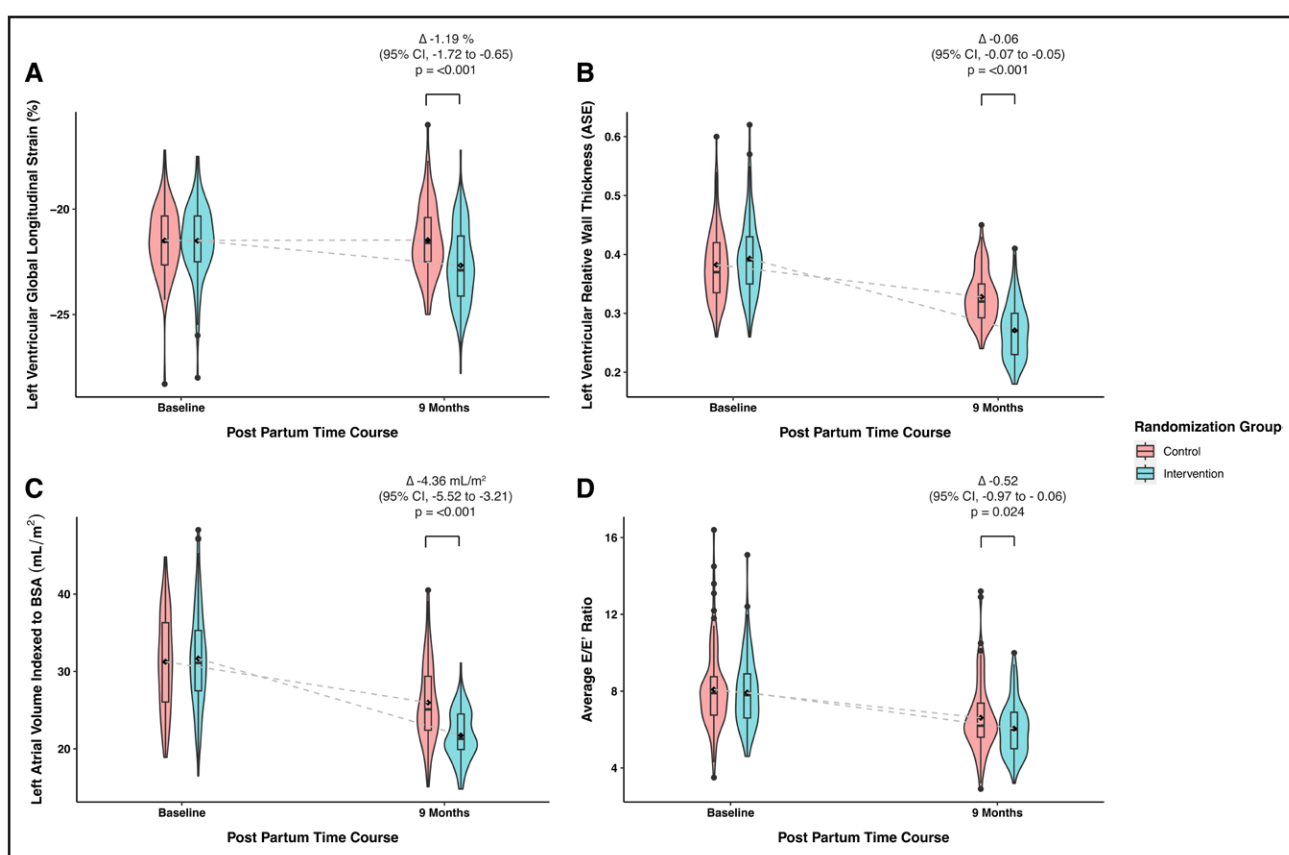 A
Δ -1.19 %
(95% CI, -1.72 to -0.65)
p = <0.001
Left Ventricular Global Longitudinal Strain (%)
−20
−25
Baseline
9 Months
Post Partum Time Course
B
Δ -0.06
(95% CI, -0.07 to -0.05)
p = <0.001
Left Ventricular Relative Wall Thickness (ASE)
0.6
0.5
0.4
0.3
0.2
Baseline
9 Months
Post Partum Time Course
Randomization Group
Control
Intervention
C
Δ -4.36 mL/m²
(95% CI, -5.52 to -3.21)
p = <0.001
Left Atrial Volume Indexed to BSA (mL/m²)
40
30
20
Baseline
9 Months
Post Partum Time Course
D
Δ -0.52
(95% CI, -0.97 to - 0.06)
p = 0.024
Average E/E' Ratio
16
12
8
4
Baseline
9 Months
Post Partum Time Course